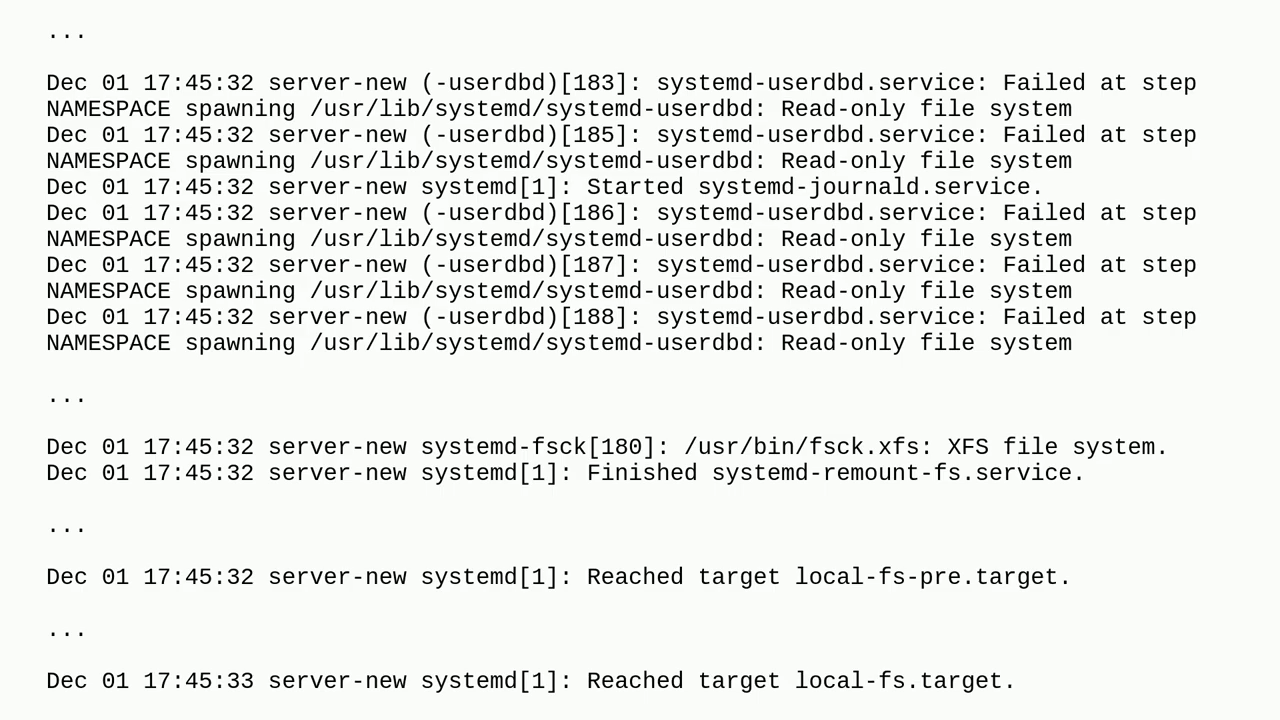 ...
Dec 01 17:45:32 server-new (-userdbd)[183]: systemd-userdbd.service: Failed at step
NAMESPACE spawning /usr/lib/systemd/systemd-userdbd: Read-only file system
Dec 01 17:45:32 server-new (-userdbd)[185]: systemd-userdbd.service: Failed at step
NAMESPACE spawning /usr/lib/systemd/systemd-userdbd: Read-only file system
Dec 01 17:45:32 server-new systemd[1]: Started systemd-journald.service.
Dec 01 17:45:32 server-new (-userdbd)[186]: systemd-userdbd.service: Failed at step
NAMESPACE spawning /usr/lib/systemd/systemd-userdbd: Read-only file system
Dec 01 17:45:32 server-new (-userdbd)[187]: systemd-userdbd.service: Failed at step
NAMESPACE spawning /usr/lib/systemd/systemd-userdbd: Read-only file system
Dec 01 17:45:32 server-new (-userdbd)[188]: systemd-userdbd.service: Failed at step
NAMESPACE spawning /usr/lib/systemd/systemd-userdbd: Read-only file system
...
Dec 01 17:45:32 server-new systemd-fsck[180]: /usr/bin/fsck.xfs: XFS file system.
Dec 01 17:45:32 server-new systemd[1]: Finished systemd-remount-fs.service.
...
Dec 01 17:45:32 server-new systemd[1]: Reached target local-fs-pre.target.
...
Dec 01 17:45:33 server-new systemd[1]: Reached target local-fs.target.